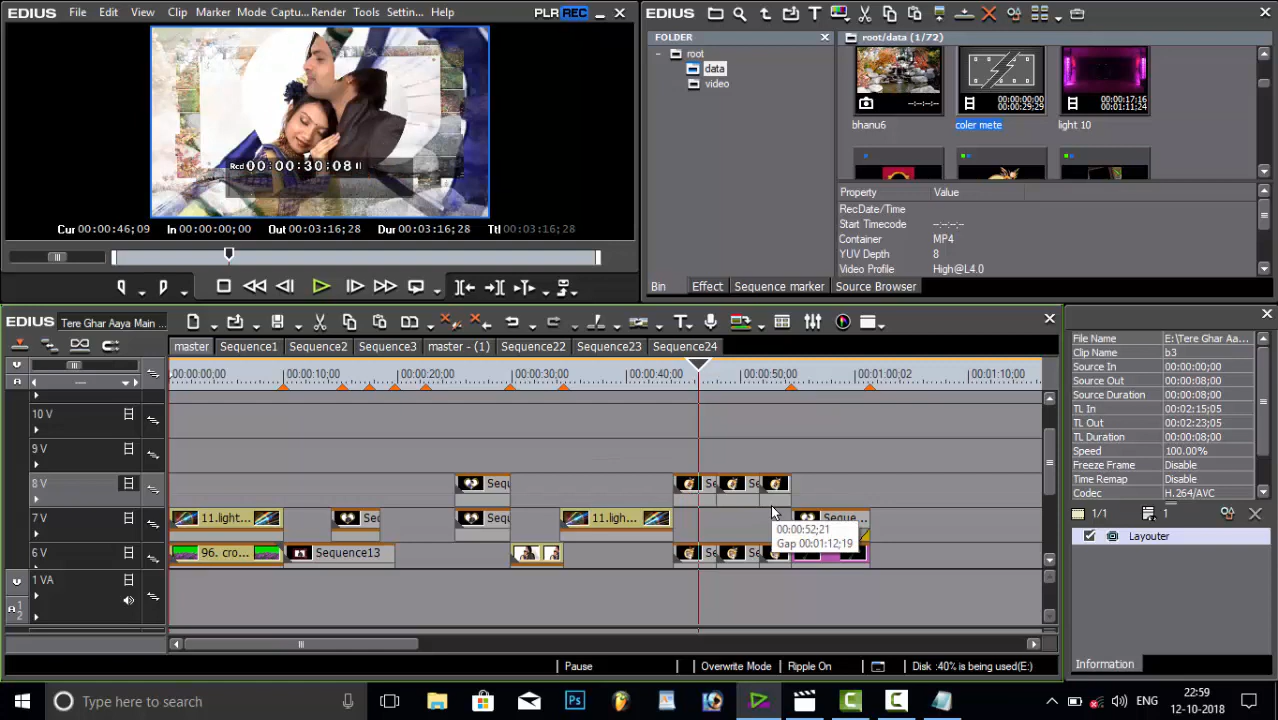 File Edit View Clip Marker Mode Captu... Render Tools Settin... Help PLR REC
Rcd 00:00:30:08
Cur 00:00:46;09 In 00:00:00;00 Out 00:03:16;28 Dur 00:03:16;28 Ttl 00:03:16;28
EDIUS
FOLDER
root
data
video
root/data (1/72)
--:--:--;--
00:00:00;00
00:00:29;29
00:00:17;16
00:01:11;24
bhanu6 coler mete light 10
Property Value
RecDate/Time
Start Timecode --:--:--;--
Container MP4
YUV Depth 8
Video Profile High@L4.0
Bin Effect Sequence marker Source Browser
EDIUS Tere Ghar Aaya Main ...
master Sequence1 Sequence2 Sequence3 master - (1) Sequence22 Sequence23 Sequence24
00:00:00;00 00:00:10;00 00:00:20;00 00:00:30;00 00:00:40;00 00:00:50;00 00:01:00;02 00:01:10;00
10 V
9 V
8 V Sequ Se Se
7 V 11.light... Sec Sequ 11.ligh... Seque...
6 V 96. cro... Sequence13 Se Se
1 VA
1
2
00:00:52;21
Gap 00:01:12;19
Pause Overwrite Mode Ripple On Disk :40% is being used(E:)
File Name E:\Tere Ghar Aa...
Clip Name b3
Source In 00:00:00;00
Source Out 00:00:08;00
Source Duration 00:00:08;00
TL In 00:02:15;05
TL Out 00:02:23;05
TL Duration 00:00:08;00
Speed 100.00%
Freeze Frame Disable
Time Remap Disable
Codec H.264/AVC
1/1 1
Layouter
Information
Type here to search
ENG
22:59
12-10-2018